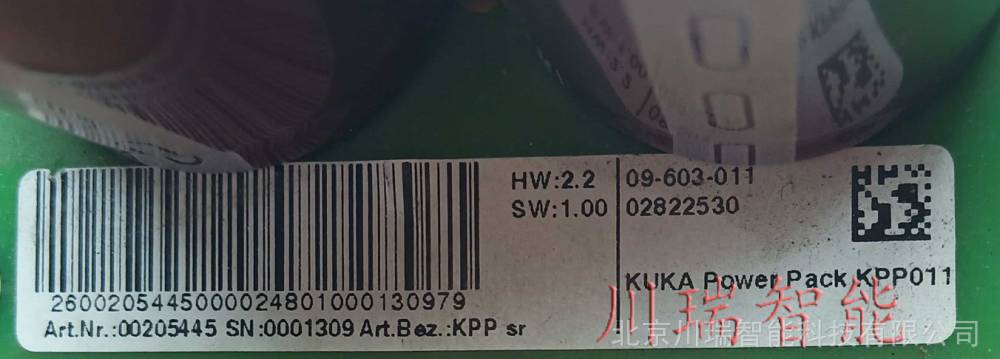 HW:2.2
SW:1.00
09-603-011
02822530
KUKA Power Pack KPP011
2600205445000024801000130979
Art.Nr.:00205445 SN:0001309 Art.Bez.:KPP sr
川瑞智能
北京川瑞智能科技有限公司